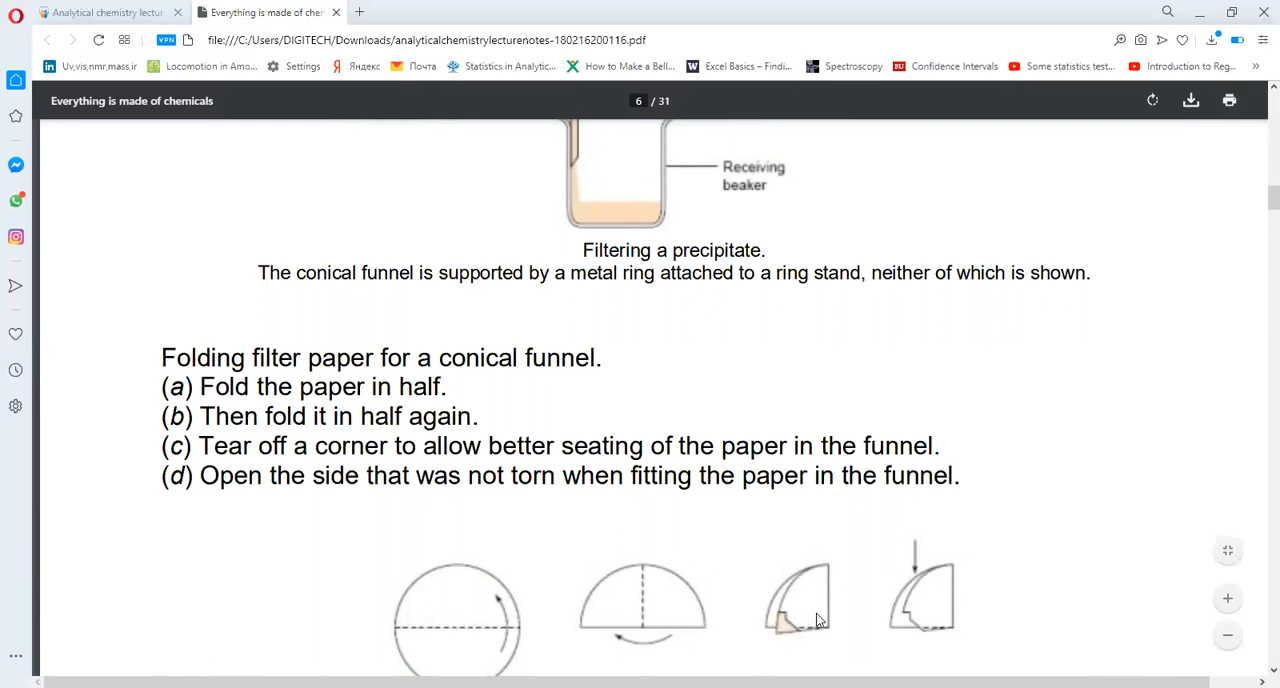 Analytical chemistry lectur
Everything is made of cher
VPN
file:///C:/Users/DIGITECH/Downloads/analyticalchemistrylecturenotes-180216200116.pdf
Uv,vis,nmr,mass,ir
Locomotion in Amo...
Settings
Яндекс
Почта
Statistics in Analytic...
How to Make a Bell...
Excel Basics – Findi...
Spectroscopy
Confidence Intervals
Some statistics test...
Introduction to Reg...
Everything is made of chemicals
6 / 31
Receiving
beaker
Filtering a precipitate.
The conical funnel is supported by a metal ring attached to a ring stand, neither of which is shown.
Folding filter paper for a conical funnel.
(a) Fold the paper in half.
(b) Then fold it in half again.
(c) Tear off a corner to allow better seating of the paper in the funnel.
(d) Open the side that was not torn when fitting the paper in the funnel.